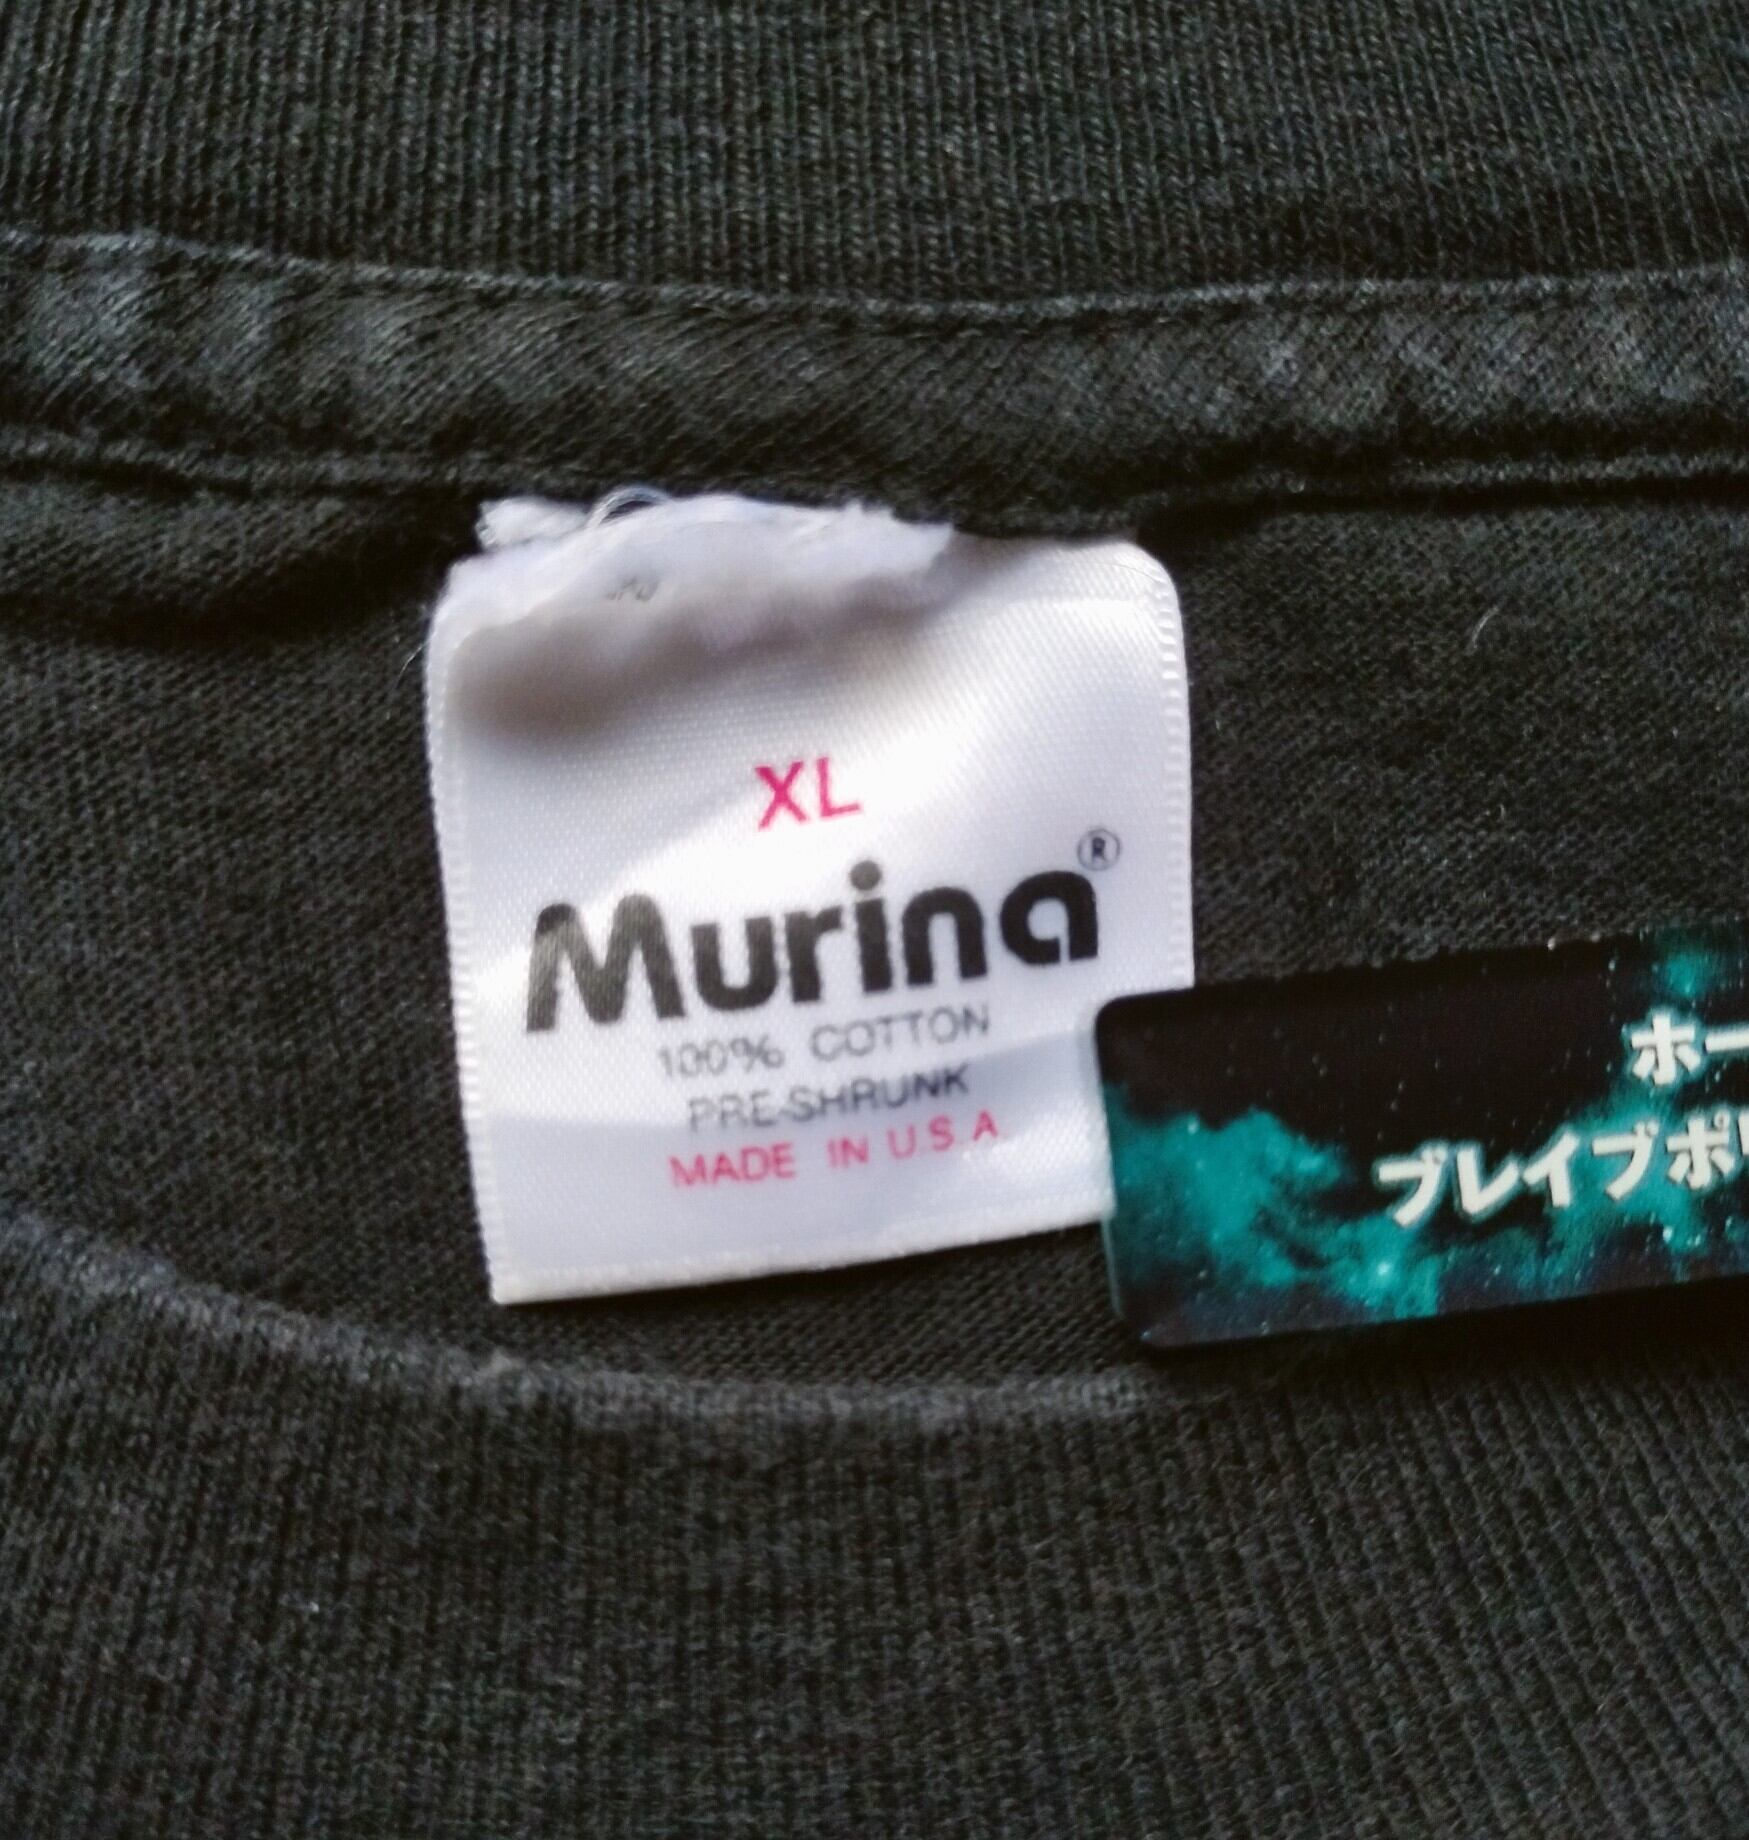 XL
Murina®
100% COTTON
PRE-SHRUNK
MADE IN U.S.A
ホー
ブレイブポ